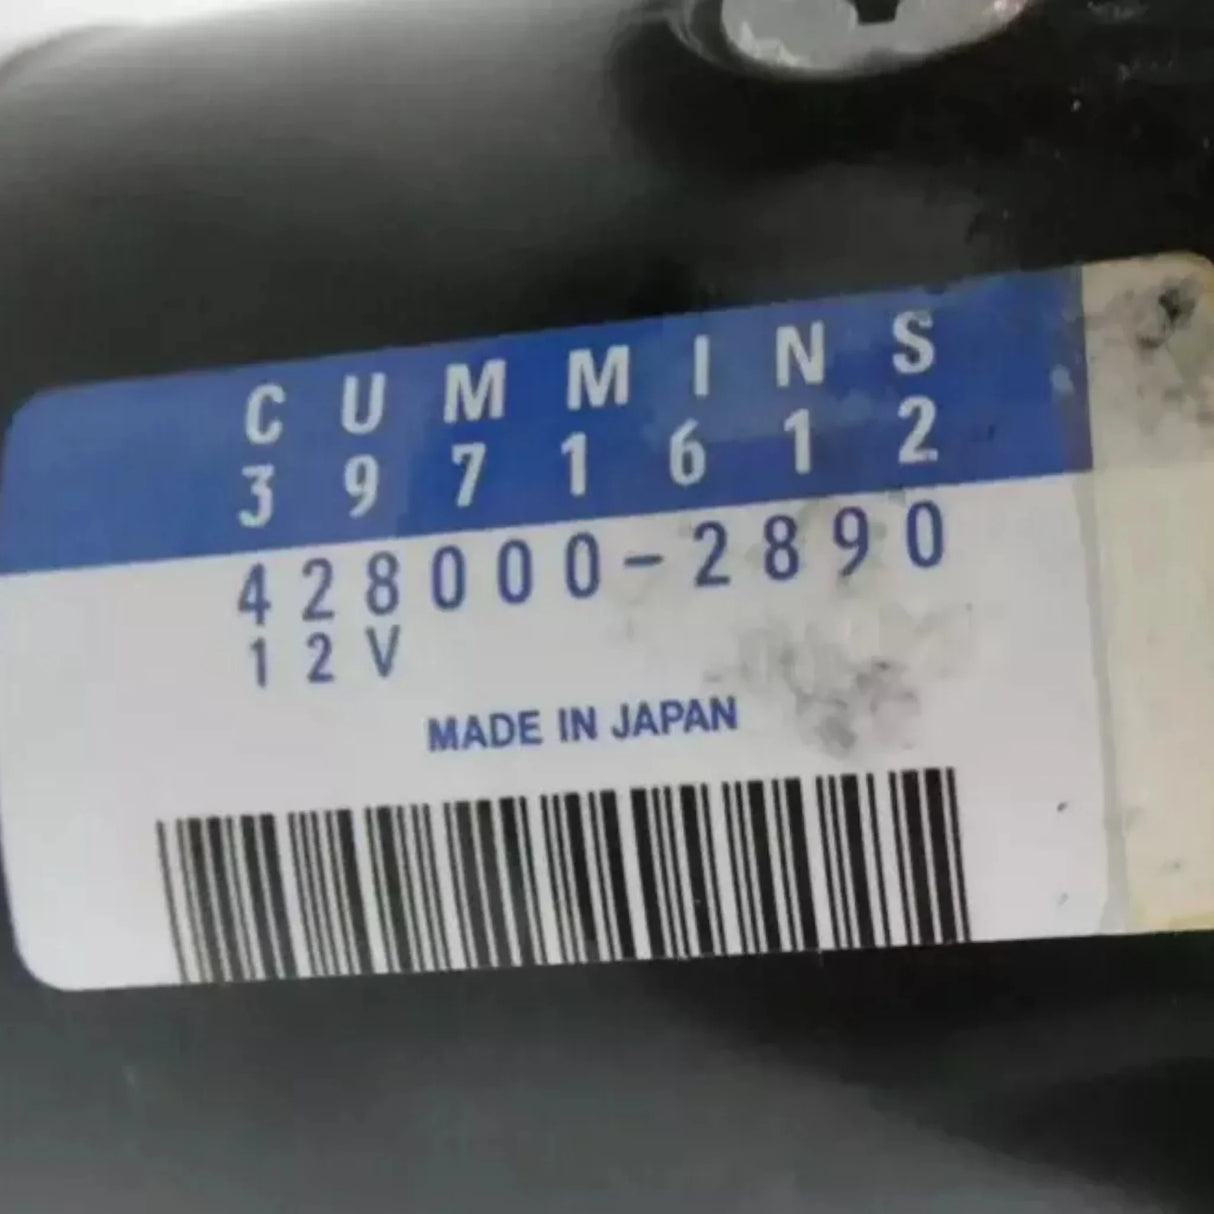 CUMMINS
3971612
428000-2890
12V
MADE IN JAPAN